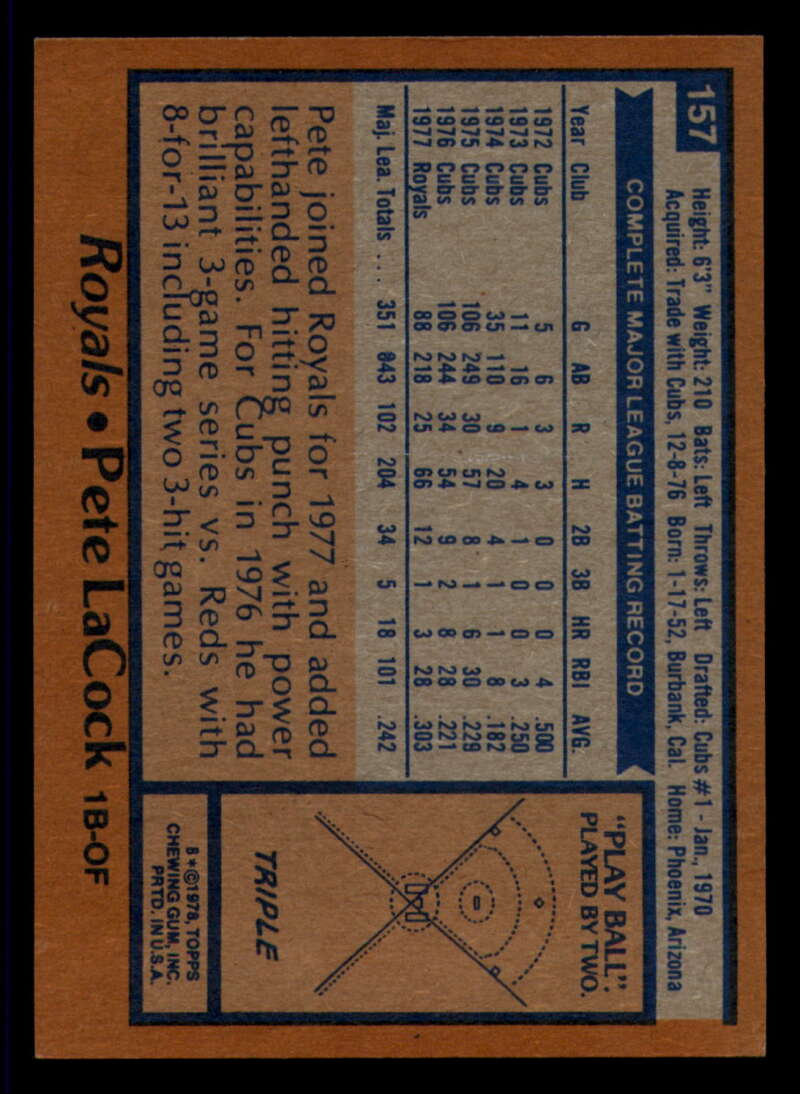 157
Height: 6'3" Weight: 210 Bats: Left Throws: Left Drafted: Cubs #1 - Jan., 1970
Acquired: Trade with Cubs, 12-8-76 Born: 1-17-52, Burbank, Cal. Home: Phoenix, Arizona
COMPLETE MAJOR LEAGUE BATTING RECORD
Year Club G AB R H 2B 3B HR RBI AVG.
1972 Cubs 5 6 3 3 0 0 0 4 .500
1973 Cubs 11 16 1 4 1 0 0 3 .250
1974 Cubs 35 110 9 20 4 1 1 8 .182
1975 Cubs 106 249 30 57 8 1 6 30 .229
1976 Cubs 106 244 34 54 9 2 8 28 .221
1977 Royals 88 218 25 66 12 1 3 28 .303
Maj. Lea. Totals .... 351 843 102 204 34 5 18 101 .242
Pete joined Royals for 1977 and added
lefthanded hitting punch with power
capabilities. For Cubs in 1976 he had
brilliant 3-game series vs. Reds with
8-for-13 including two 3-hit games.
"PLAY BALL":
PLAYED BY TWO.
TRIPLE
B*©1978, TOPPS
CHEWING GUM, INC.
PRTD. IN U.S.A.
Royals • Pete LaCock 1B-OF